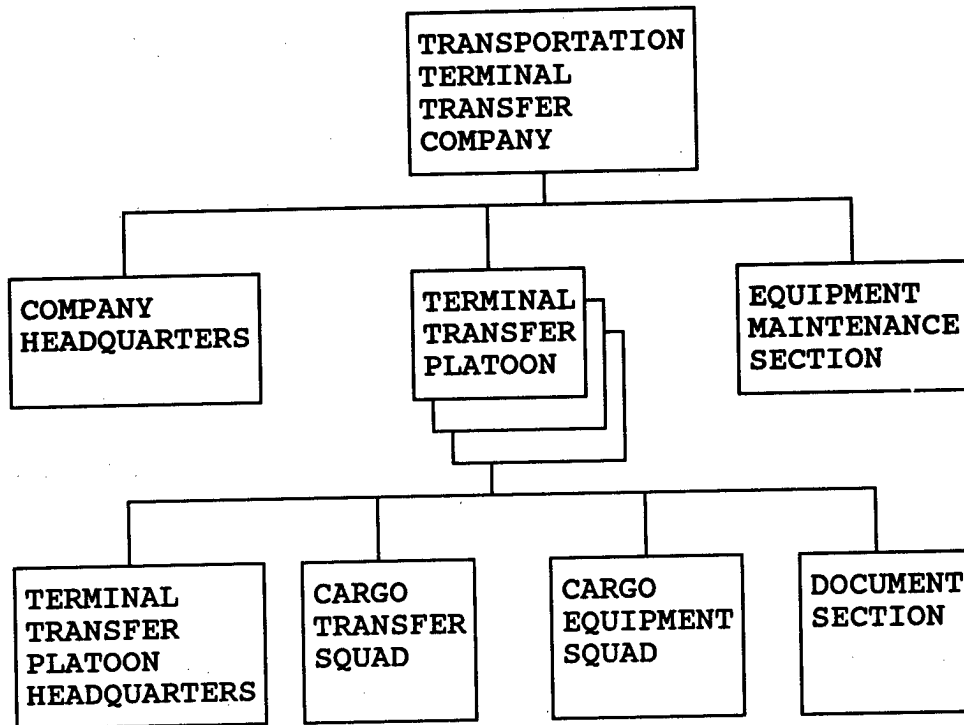 TRANSPORTATION
TERMINAL
TRANSFER
COMPANY
COMPANY
HEADQUARTERS
TERMINAL
TRANSFER
PLATOON
EQUIPMENT
MAINTENANCE
SECTION
TERMINAL
TRANSFER
PLATOON
HEADQUARTERS
CARGO
TRANSFER
SQUAD
CARGO
EQUIPMENT
SQUAD
DOCUMENT
SECTION